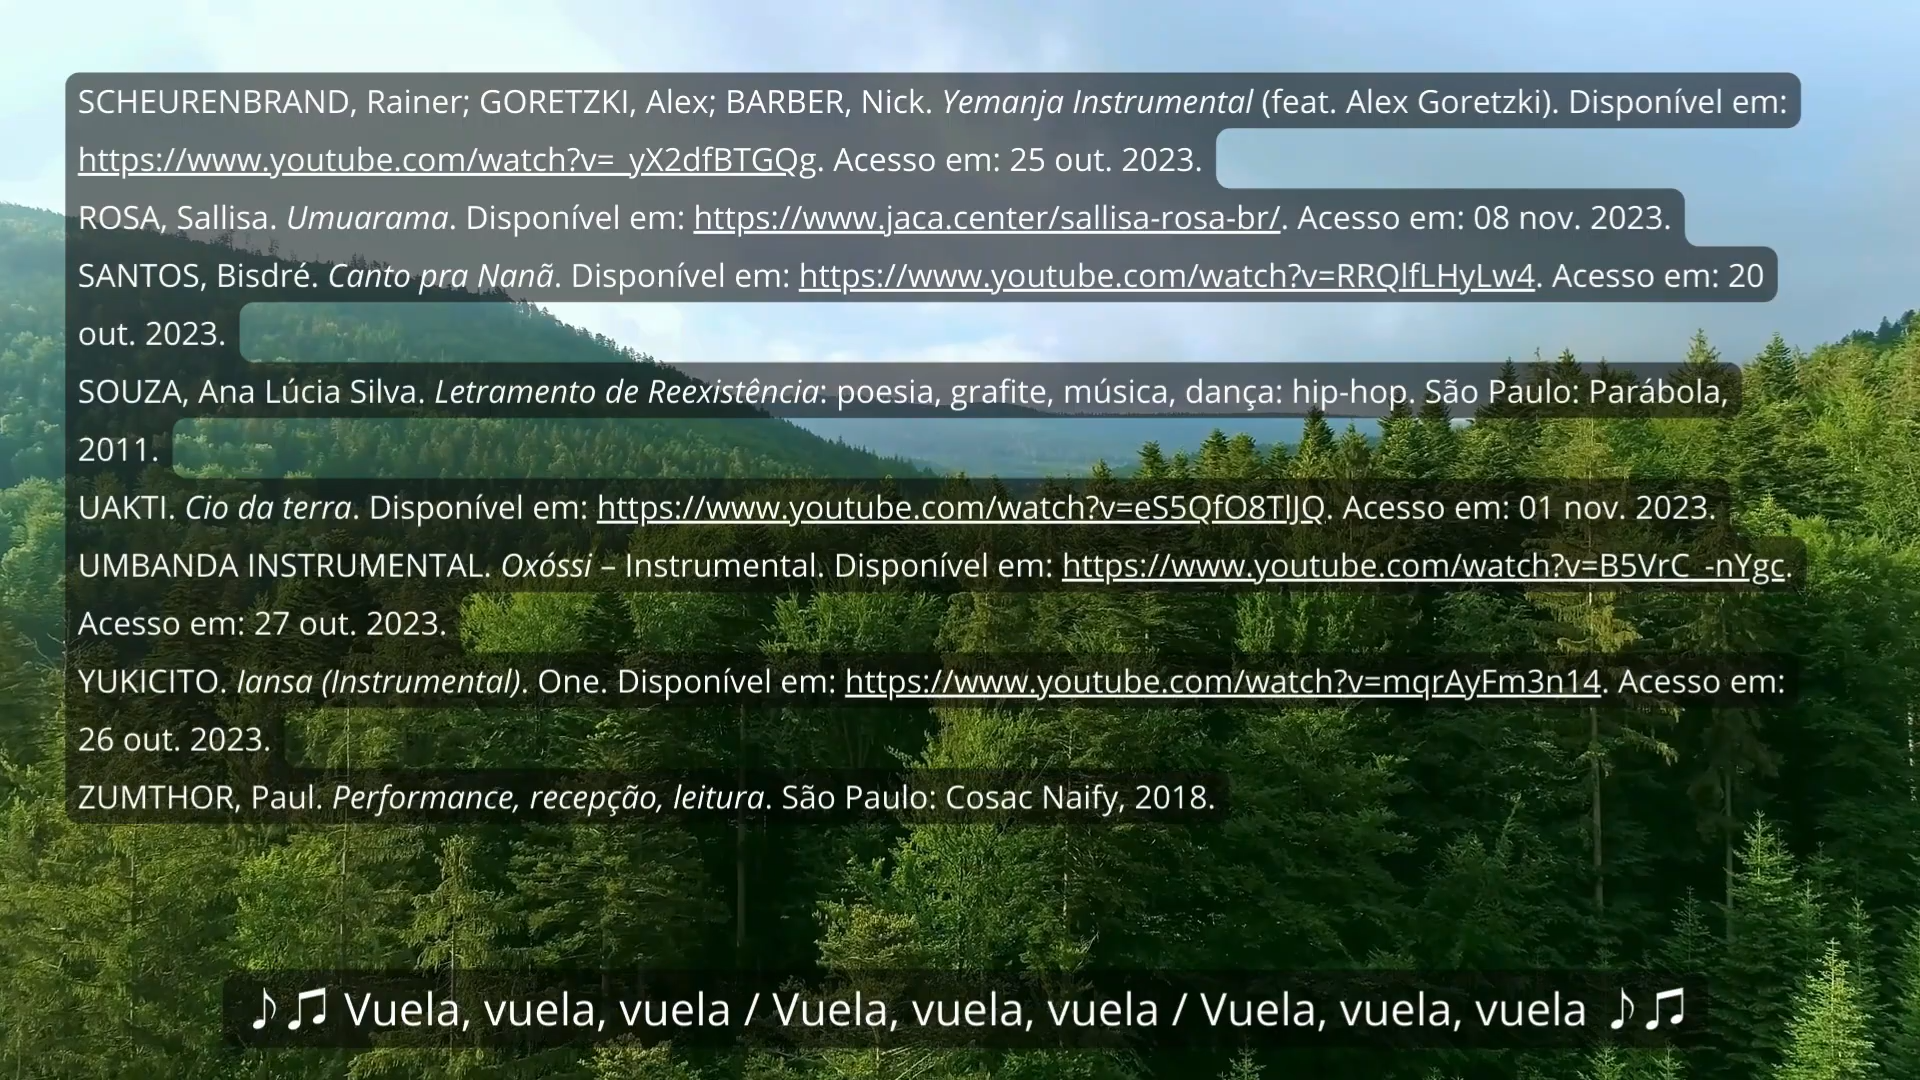 SCHEURENBRAND, Rainer; GORETZKI, Alex; BARBER, Nick. Yemanja Instrumental (feat. Alex Goretzki). Disponível em:
https://www.youtube.com/watch?v=_yX2dfBTGQg. Acesso em: 25 out. 2023.
ROSA, Sallisa. Umuarama. Disponível em: https://www.jaca.center/sallisa-rosa-br/. Acesso em: 08 nov. 2023.
SANTOS, Bisdré. Canto pra Nanã. Disponível em: https://www.youtube.com/watch?v=RRQlfLHyLw4. Acesso em: 20
out. 2023.
SOUZA, Ana Lúcia Silva. Letramento de Reexistência: poesia, grafite, música, dança: hip-hop. São Paulo: Parábola,
2011.
UAKTI. Cio da terra. Disponível em: https://www.youtube.com/watch?v=eS5QfO8TlJQ. Acesso em: 01 nov. 2023.
UMBANDA INSTRUMENTAL. Oxóssi – Instrumental. Disponível em: https://www.youtube.com/watch?v=B5VrC_-nYgc.
Acesso em: 27 out. 2023.
YUKICITO. Iansa (Instrumental). One. Disponível em: https://www.youtube.com/watch?v=mqrAyFm3n14. Acesso em:
26 out. 2023.
ZUMTHOR, Paul. Performance, recepção, leitura. São Paulo: Cosac Naify, 2018.
♪♫ Vuela, vuela, vuela / Vuela, vuela, vuela / Vuela, vuela, vuela ♪♫